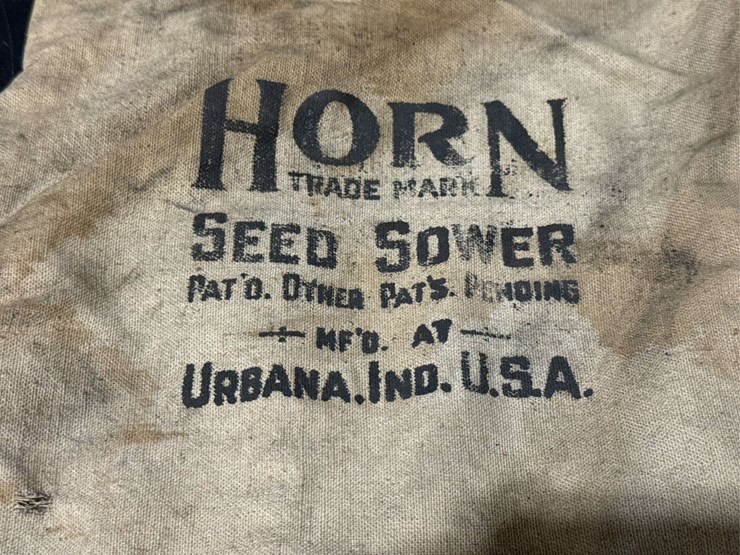 HORN
TRADE MARK
SEED SOWER
PAT'D. OTHER PAT'S. PENDING
MF'D. AT
URBANA. IND. U.S.A.